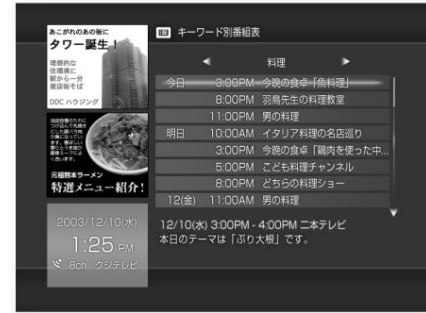 あこがれのあの街に
タワー誕生!
理想的な
住環境に
駅から一分
商店街そば
DDC ハウジング
元祖熊本ラーメン
特選メニュー紹介!
2003/12/10(水)
1:25 PM
8ch クジテレビ
キーワード別番組表
料理
今日 3:00PM 今晩の食卓「魚料理」
8:00PM 羽鳥先生の料理教室
11:00PM 男の料理
明日 10:00AM イタリア料理の名店巡り
3:00PM 今晩の食卓「鶏肉を使った中...
5:00PM こども料理チャンネル
8:00PM どちらの料理ショー
12(金) 11:00AM 男の料理
12/10(水) 3:00PM - 4:00PM 二本テレビ
本日のテーマは「ぶり大根」です。